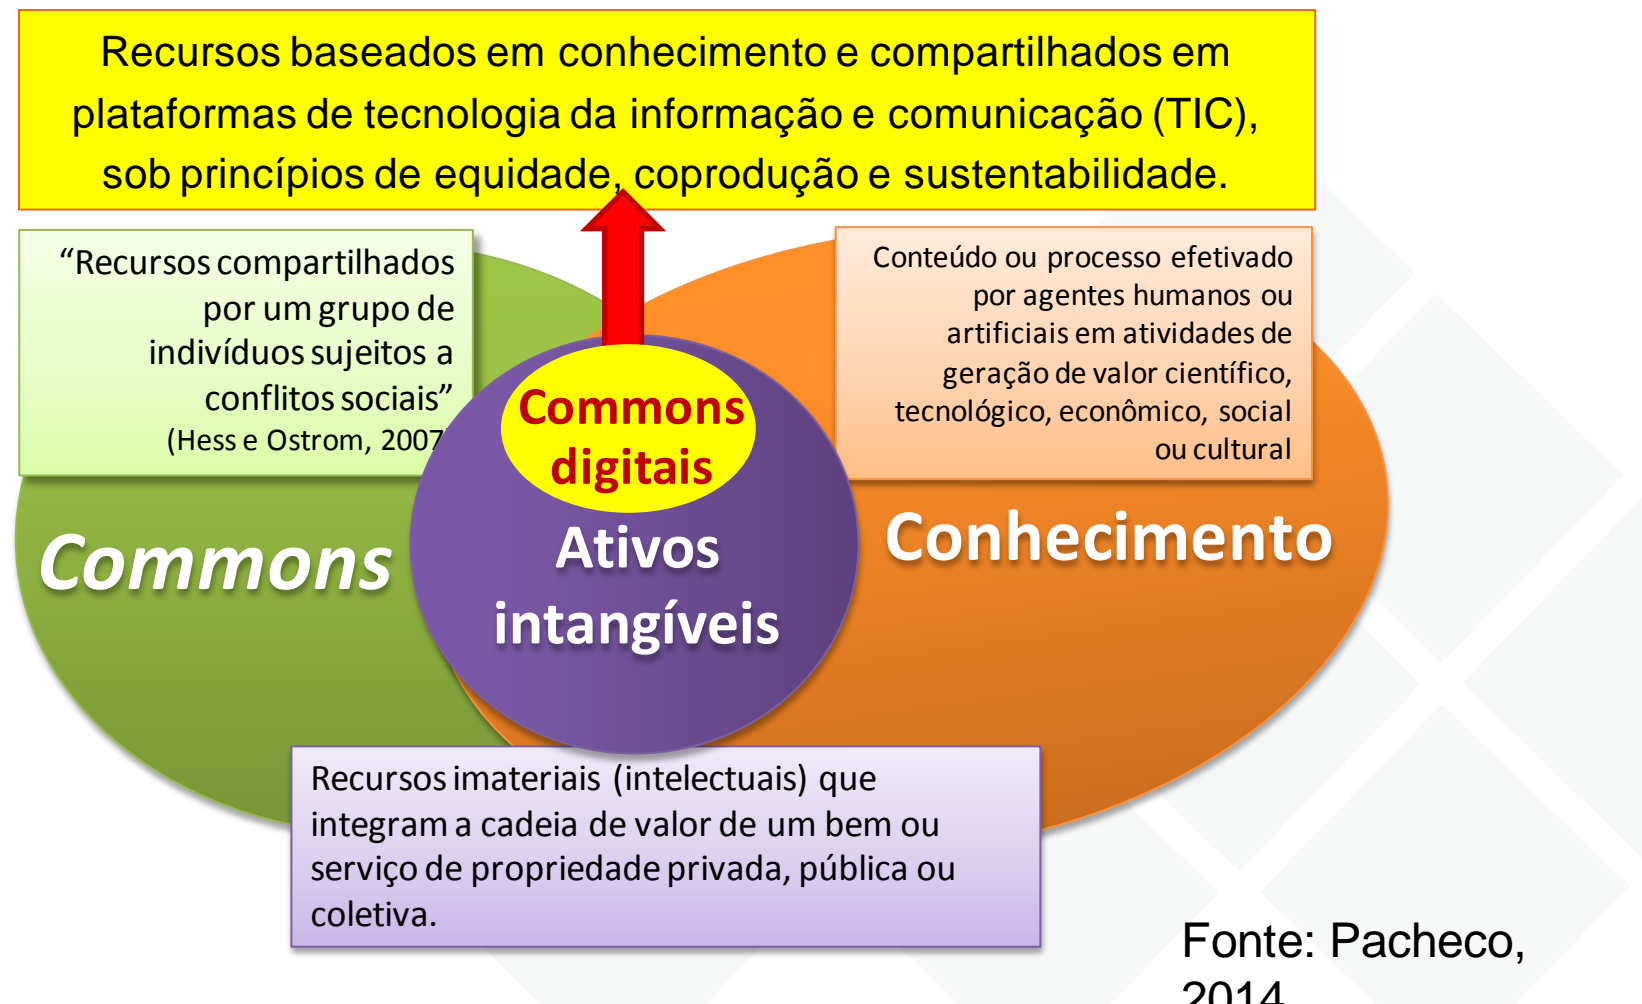 Recursos baseados em conhecimento e compartilhados em
plataformas de tecnologia da informação e comunicação (TIC),
sob princípios de equidade, coprodução e sustentabilidade.
“Recursos compartilhados
por um grupo de
indivíduos sujeitos a
conflitos sociais”
(Hess e Ostrom, 2007
Conteúdo ou processo efetivado
por agentes humanos ou
artificiais em atividades de
geração de valor científico,
tecnológico, econômico, social
ou cultural
Commons
digitais
Commons
Ativos
intangíveis
Conhecimento
Recursos imateriais (intelectuais) que
integram a cadeia de valor de um bem ou
serviço de propriedade privada, pública ou
coletiva.
Fonte: Pacheco,
2014